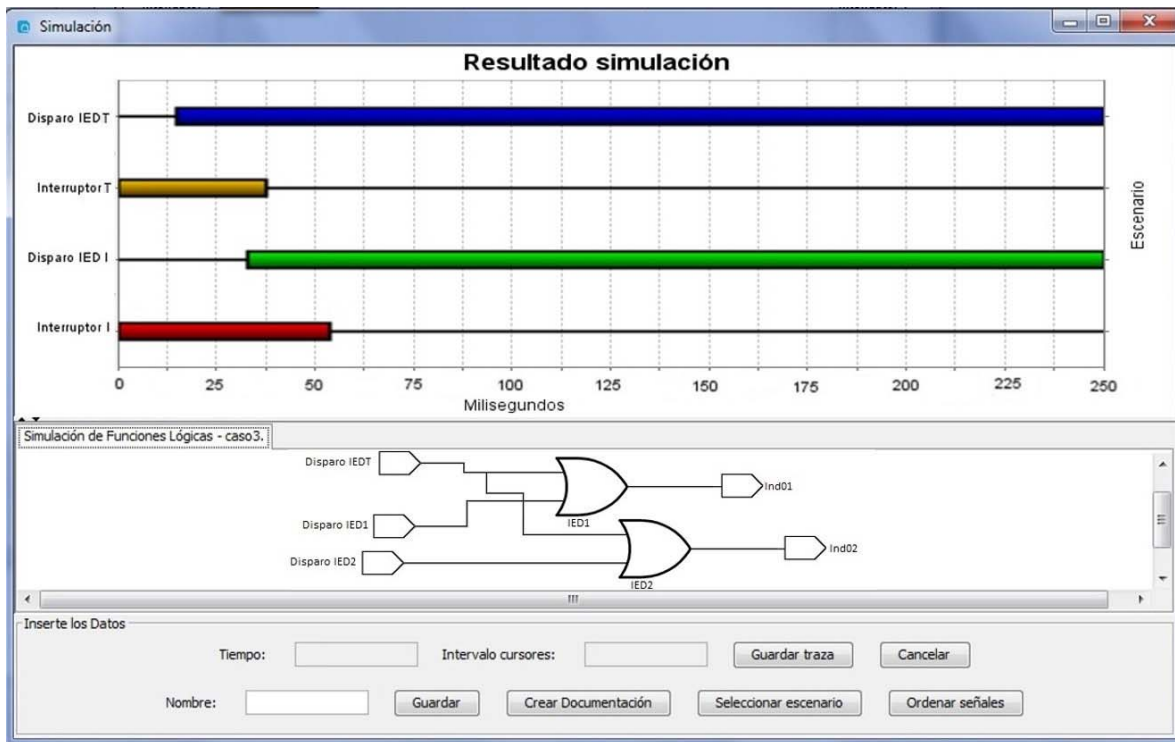 Simulación
Resultado simulación
Disparo IEDT
Interruptor T
Disparo IED I
Interruptor I
Escenario
0 25 50 75 100 125 150 175 200 225 250
Milisegundos
Simulación de Funciones Lógicas - caso3.
Disparo IEDT
Ind01
Disparo IED1
IED1
Ind02
Disparo IED2
IED2
Inserte los Datos
Tiempo: Intervalo cursores: Guardar traza Cancelar
Nombre: Guardar Crear Documentación Seleccionar escenario Ordenar señales